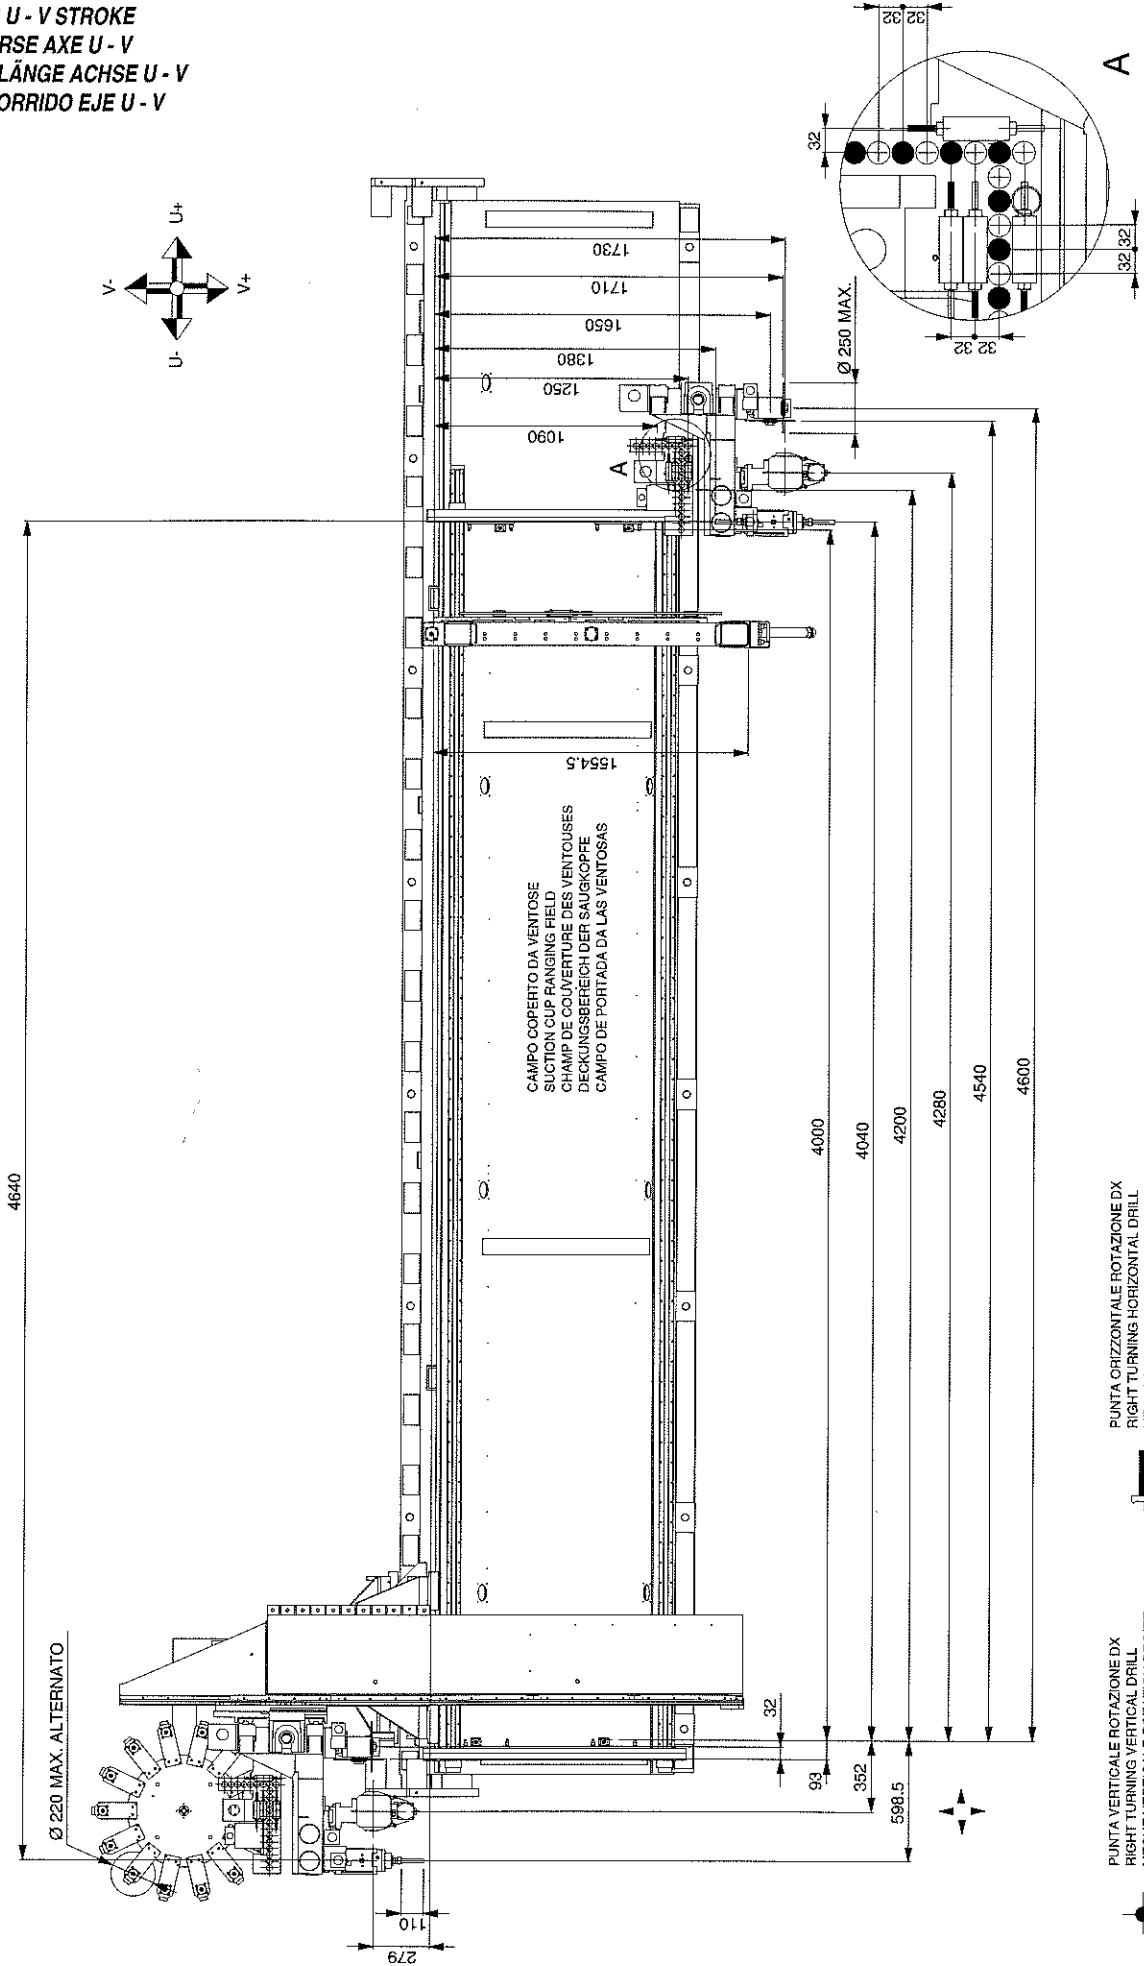 U - V STROKE
RSE AXE U - V
LÄNGE ACHSE U - V
ORRIDO EJE U - V
V-
U+
U-
V+
32
32
32
A
32
32
32
32
4640
1730
1710
1650
1380
1250
1090
Ø 250 MAX.
A
1554.5
CAMPO COPERTO DA VENTOSE
SUCTION CUP RANGING FIELD
CHAMP DE COUVERTURE DES VENTOUSES
DECKUNGSBEREICH DER SAUGKOPFE
CAMPO DE PORTADA DA LAS VENTOSAS
4000
4040
4200
4280
4540
4600
Ø 220 MAX. ALTERNATO
32
93
352
598.5
110
279
PUNTA ORIZZONTALE ROTAZIONE DX
RIGHT TURNING HORIZONTAL DRILL
PUNTA VERTICALE ROTAZIONE DX
RIGHT TURNING VERTICAL DRILL